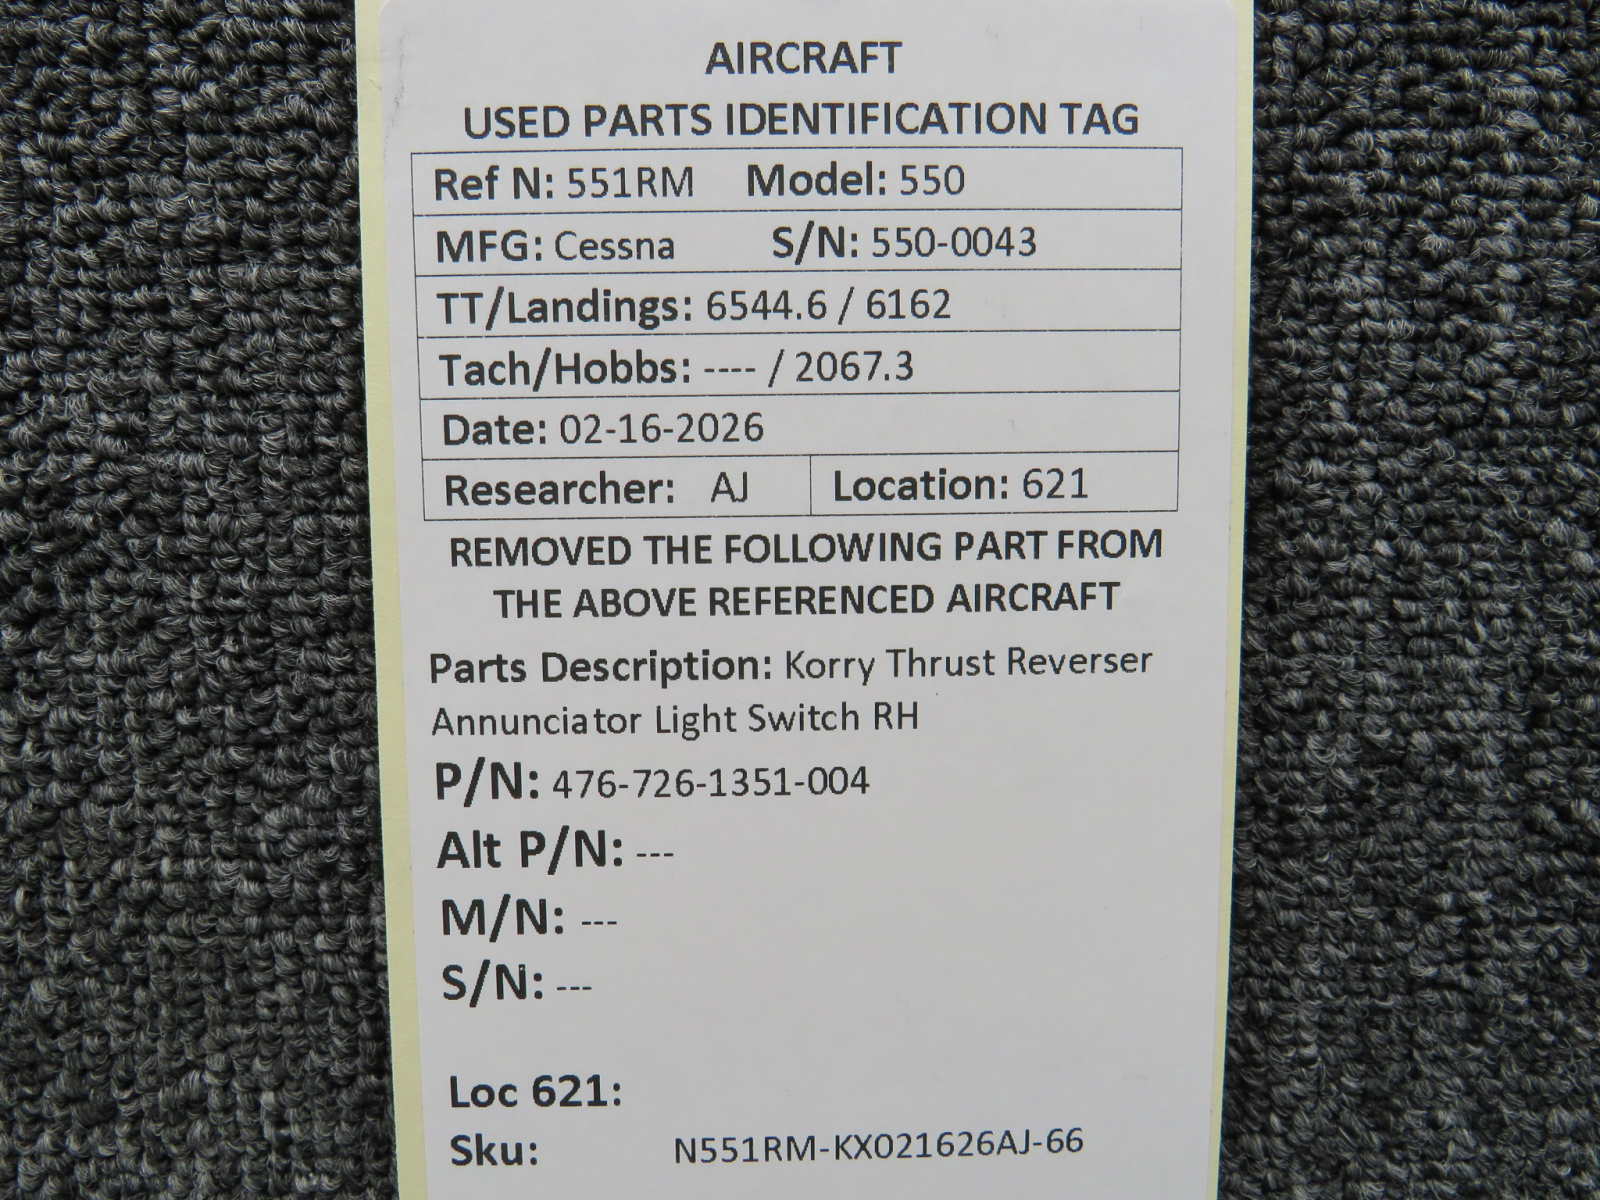 AIRCRAFT
USED PARTS IDENTIFICATION TAG
Ref N: 551RM Model: 550
MFG: Cessna S/N: 550-0043
TT/Landings: 6544.6 / 6162
Tach/Hobbs: ---- / 2067.3
Date: 02-16-2026
Researcher: AJ Location: 621
REMOVED THE FOLLOWING PART FROM
THE ABOVE REFERENCED AIRCRAFT
Parts Description: Korry Thrust Reverser
Annunciator Light Switch RH
P/N: 476-726-1351-004
Alt P/N: ---
M/N: ---
S/N: ---
Loc 621:
Sku: N551RM-KX021626AJ-66